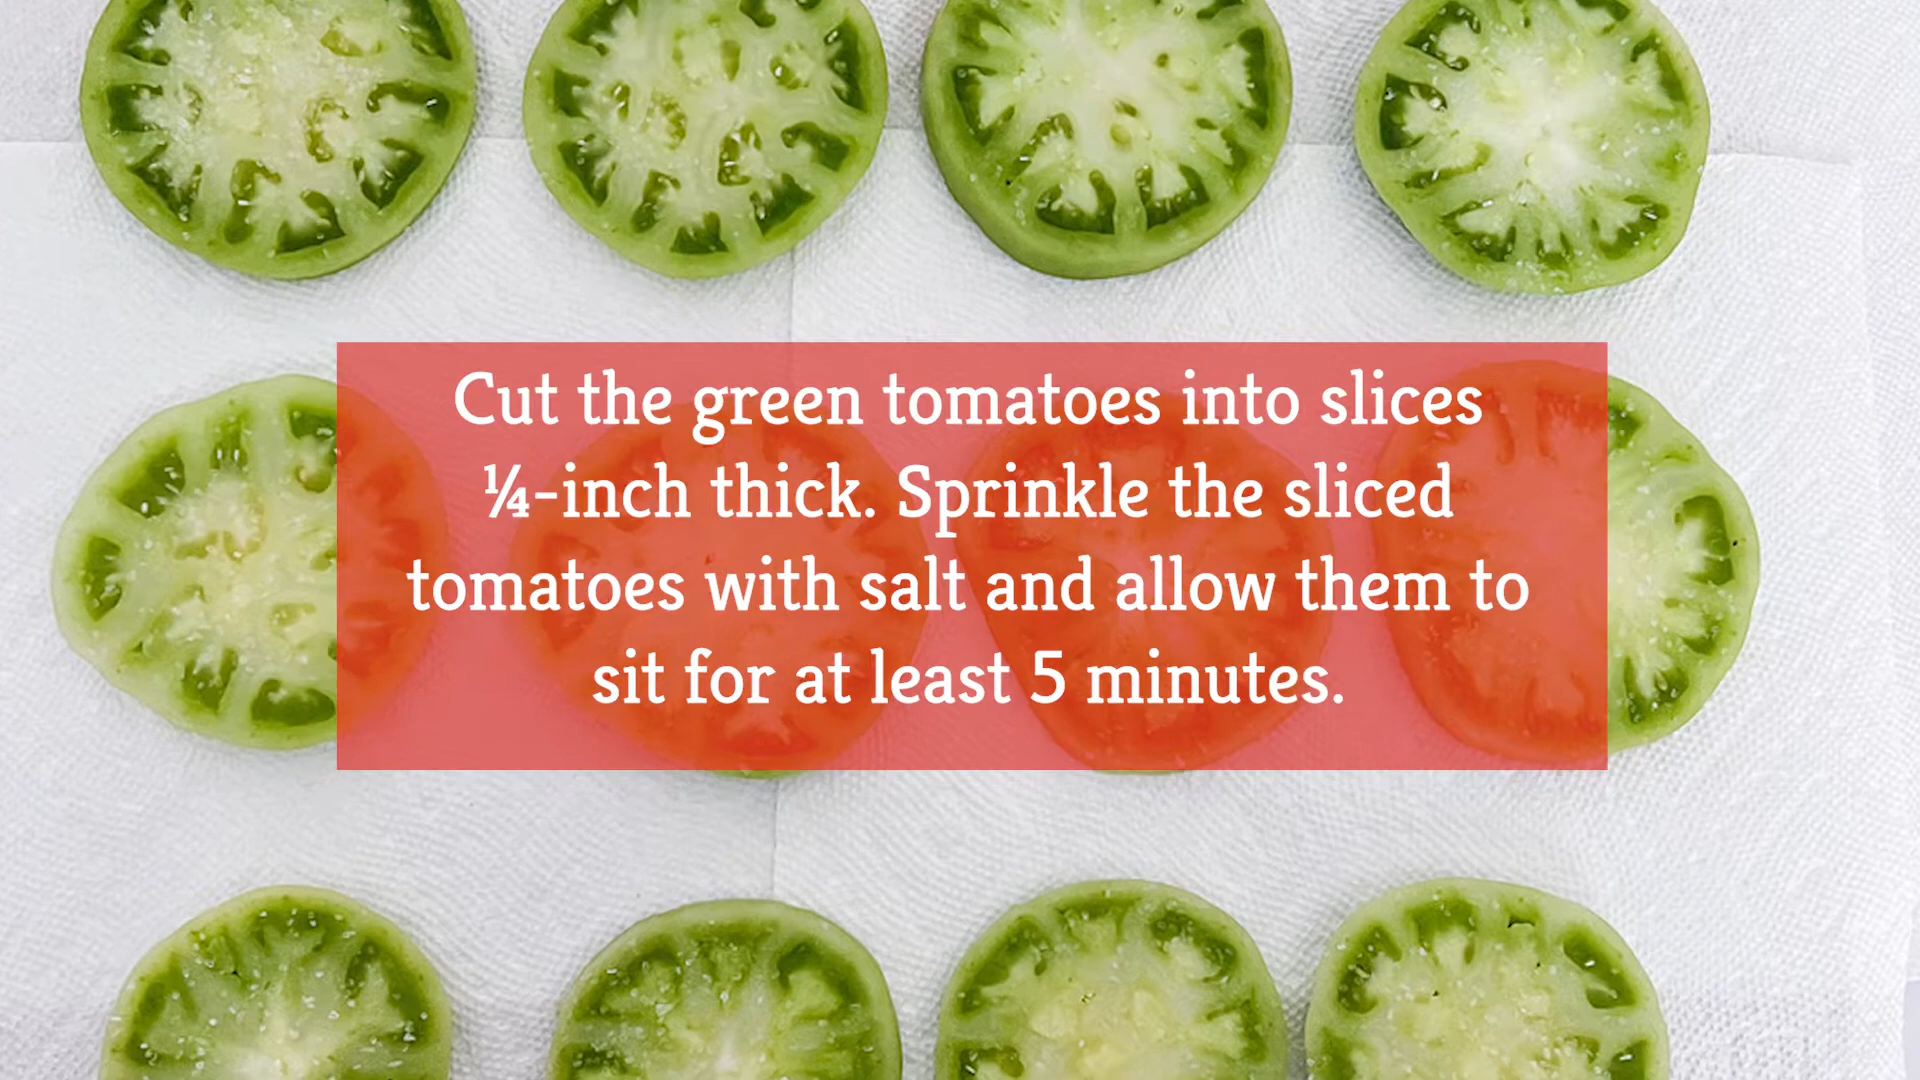 Cut the green tomatoes into slices
¼-inch thick. Sprinkle the sliced
tomatoes with salt and allow them to
sit for at least 5 minutes.